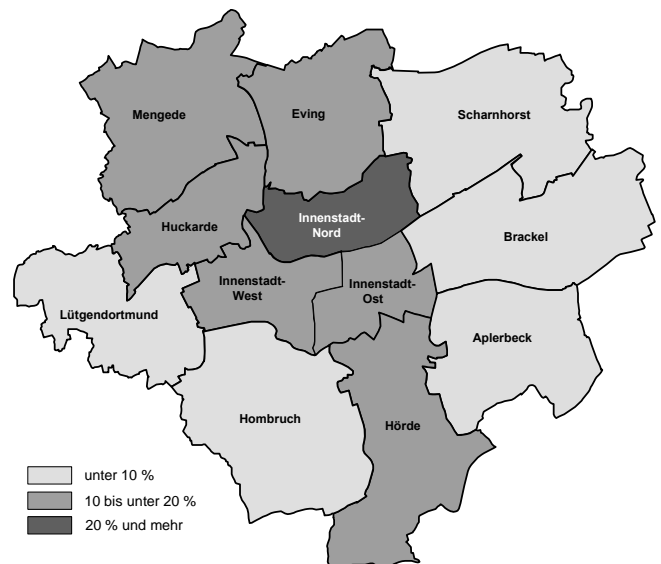 Mengede
Eving
Scharnhorst
Huckarde
Innenstadt-
Nord
Brackel
Innenstadt-
West
Innenstadt-
Ost
Lütgendortmund
Aplerbeck
Hombruch
Hörde
unter 10 %
10 bis unter 20 %
20 % und mehr